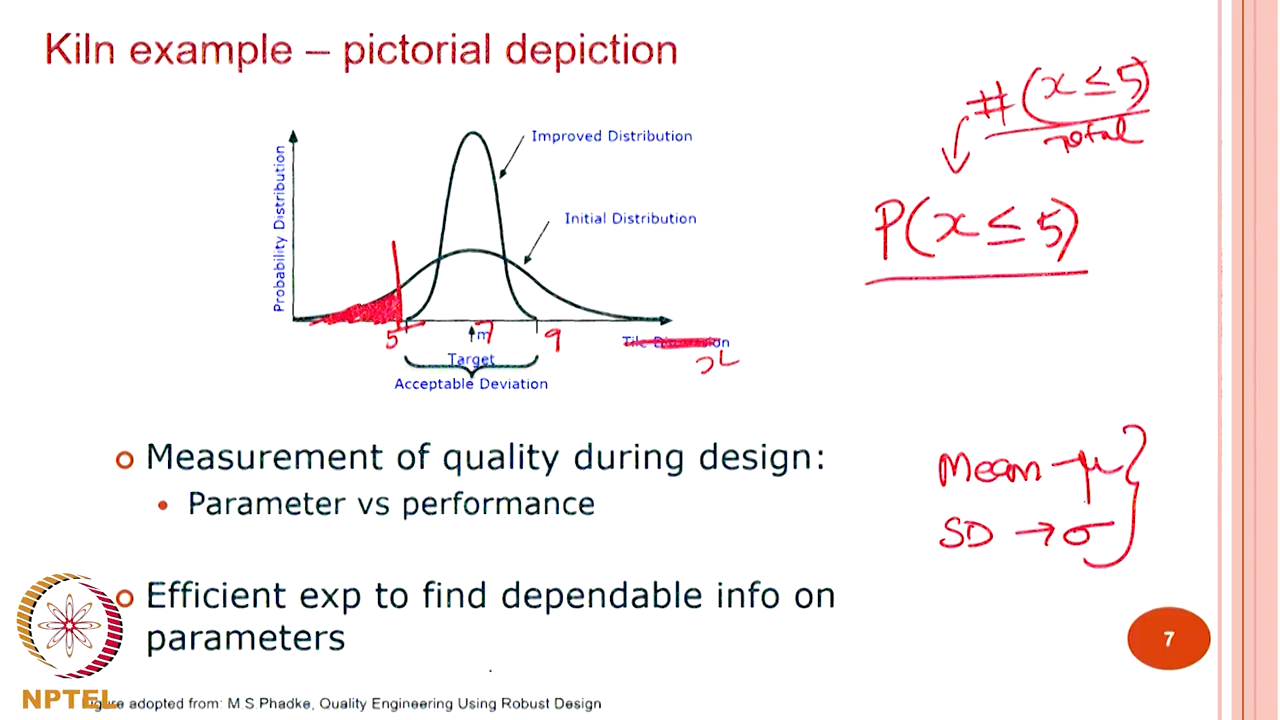 Kiln example – pictorial depiction
# (x ≤ 5)
total
P(x ≤ 5)
Improved Distribution
Initial Distribution
Probability Distribution
5
m
7
9
Tile Dimension
x
Target
Acceptable Deviation
Measurement of quality during design:
Parameter vs performance
Mean → μ
SD → σ
Efficient exp to find dependable info on
parameters
7
NPTEL
Figure adopted from: M S Phadke, Quality Engineering Using Robust Design